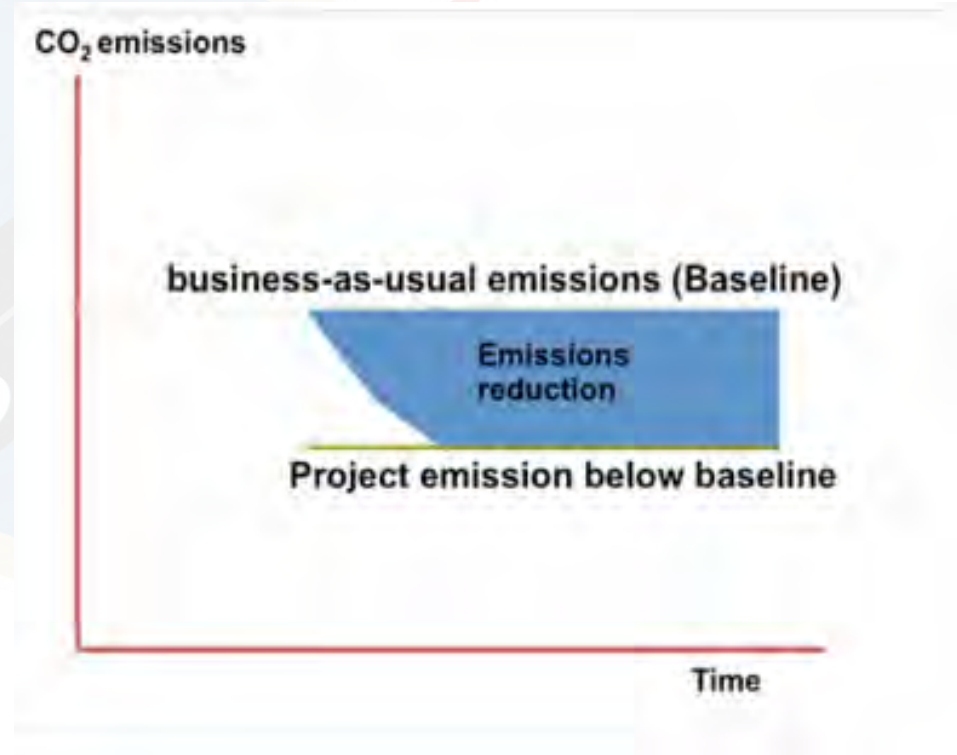 CO₂ emissions
business-as-usual emissions (Baseline)
Emissions
reduction
Project emission below baseline
Time